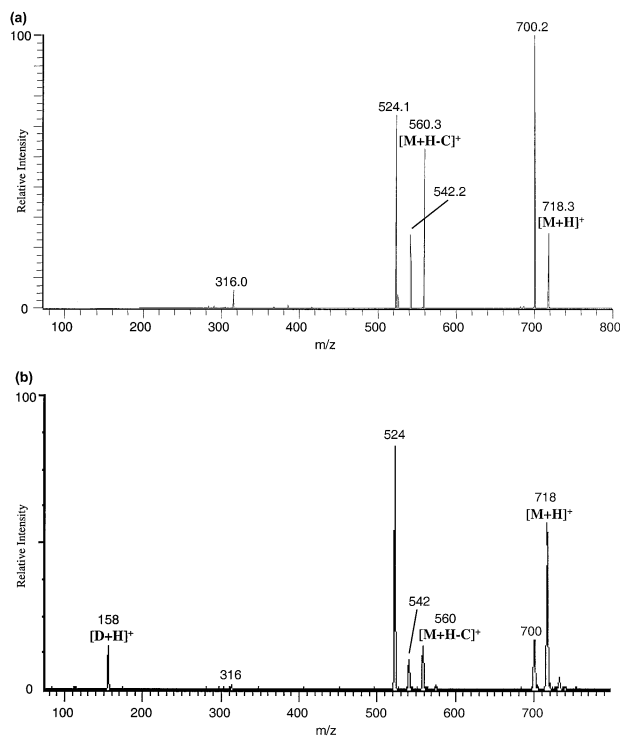 (a)
100
700.2
524.1
560.3
[M+H-C]+
542.2
718.3
[M+H]+
Relative Intensity
316.0
0
100 200 300 400 500 600 700 800
m/z
(b)
100
524
718
[M+H]+
Relative Intensity
158
[D+H]+
542
560
[M+H-C]+
700
316
0
100 200 300 400 500 600 700
m/z